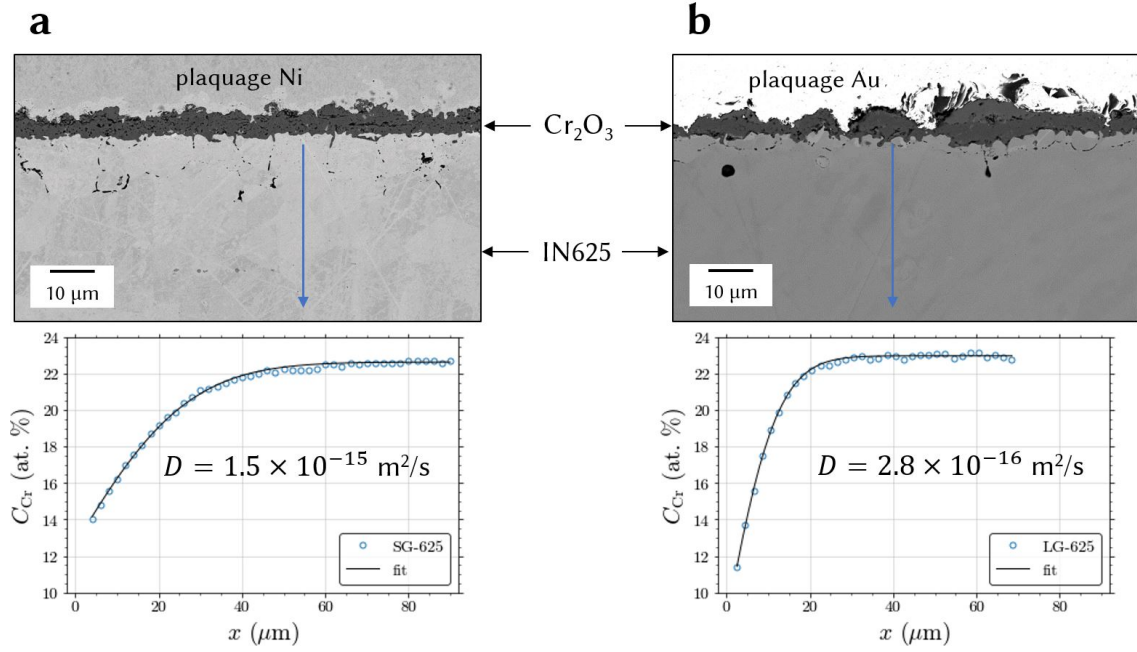 a
b
plaquage Ni
plaquage Au
Cr2O3
IN625
10 μm
10 μm
24
22
20
18
16
14
12
10
C_Cr (at. %)
D = 1.5 × 10⁻¹⁵ m²/s
SG-625
fit
0 20 40 60 80
x (μm)
24
22
20
18
16
14
12
10
C_Cr (at. %)
D = 2.8 × 10⁻¹⁶ m²/s
LG-625
fit
0 20 40 60 80
x (μm)